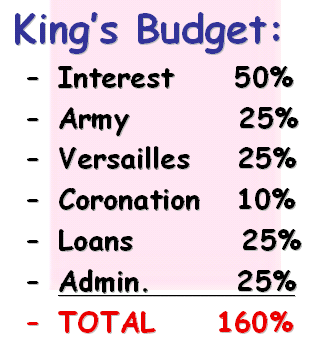 King's Budget:
- Interest 50%
- Army 25%
- Versailles 25%
- Coronation 10%
- Loans 25%
- Admin. 25%
- TOTAL 160%